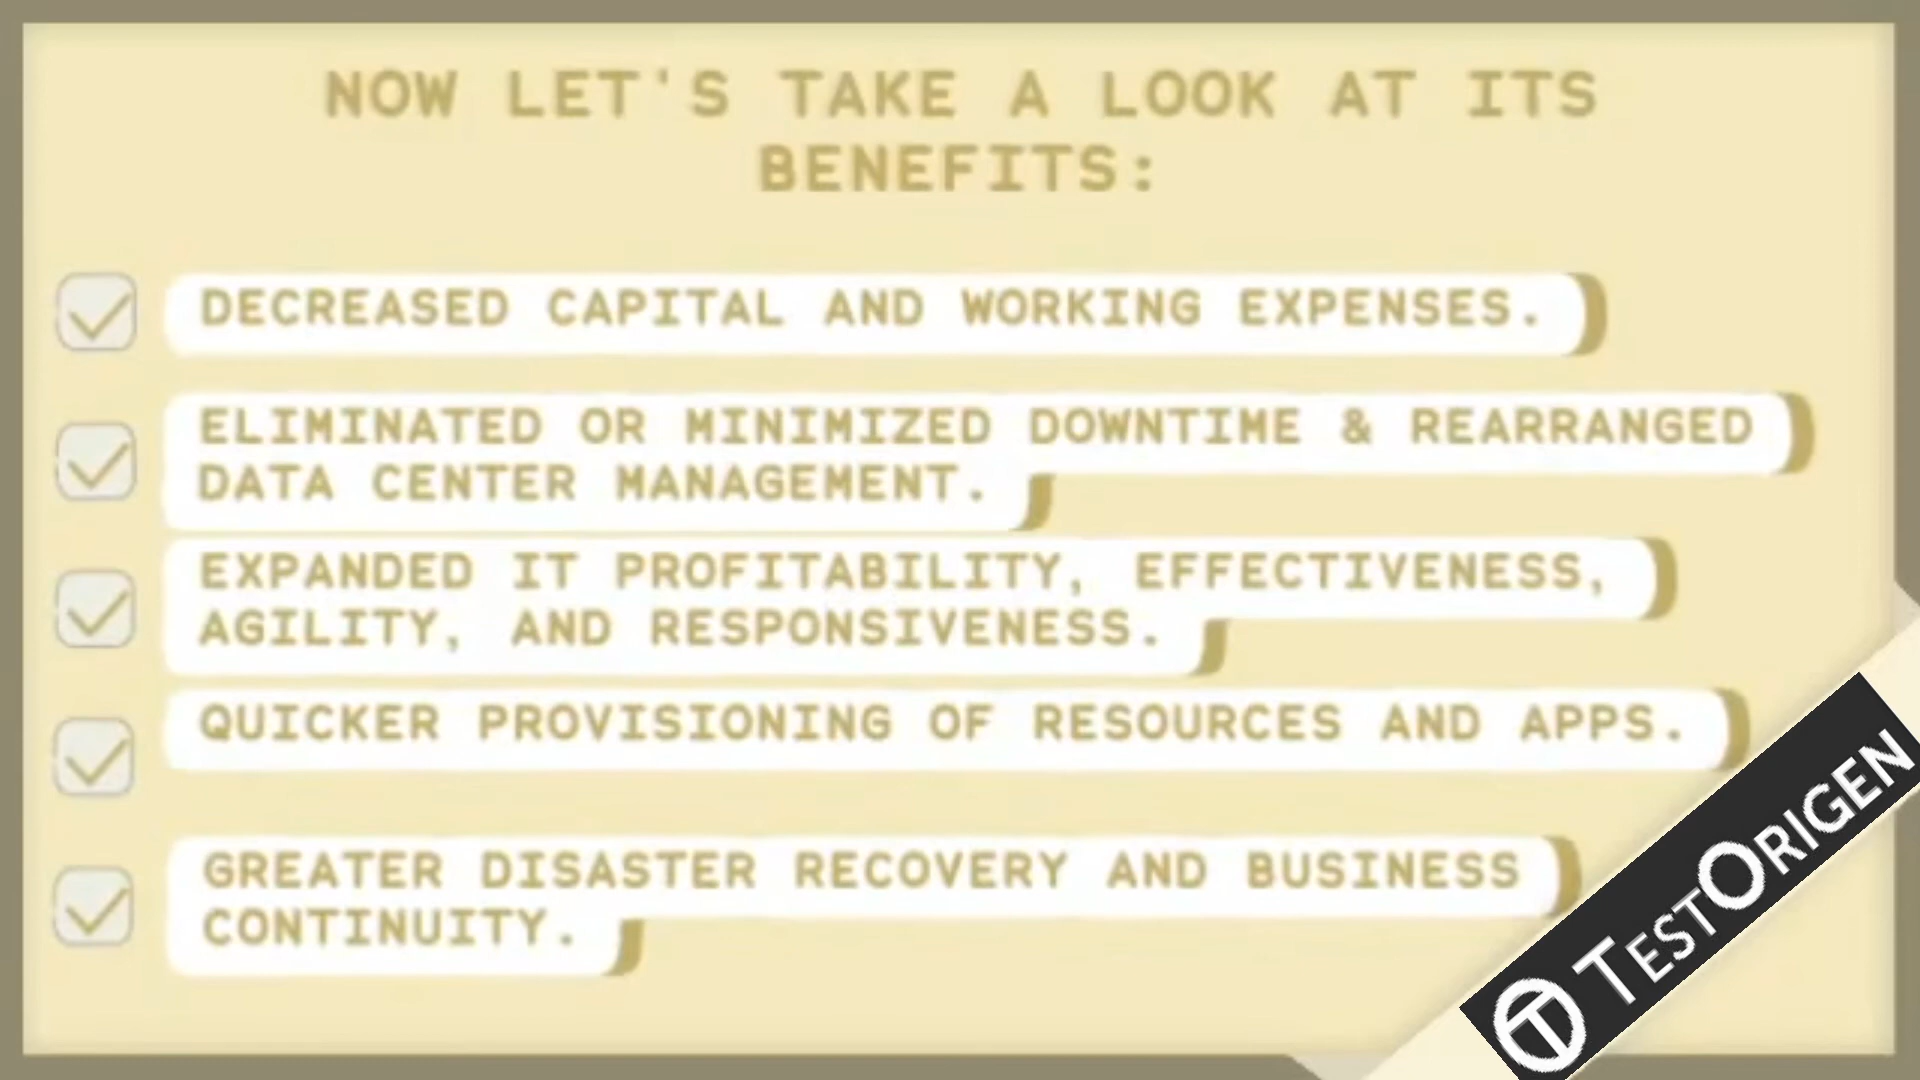 NOW LET'S TAKE A LOOK AT ITS
BENEFITS:
DECREASED CAPITAL AND WORKING EXPENSES.
ELIMINATED OR MINIMIZED DOWNTIME & REARRANGED
DATA CENTER MANAGEMENT.
EXPANDED IT PROFITABILITY, EFFECTIVENESS,
AGILITY, AND RESPONSIVENESS.
QUICKER PROVISIONING OF RESOURCES AND APPS.
GREATER DISASTER RECOVERY AND BUSINESS
CONTINUITY.
TESTORIGEN